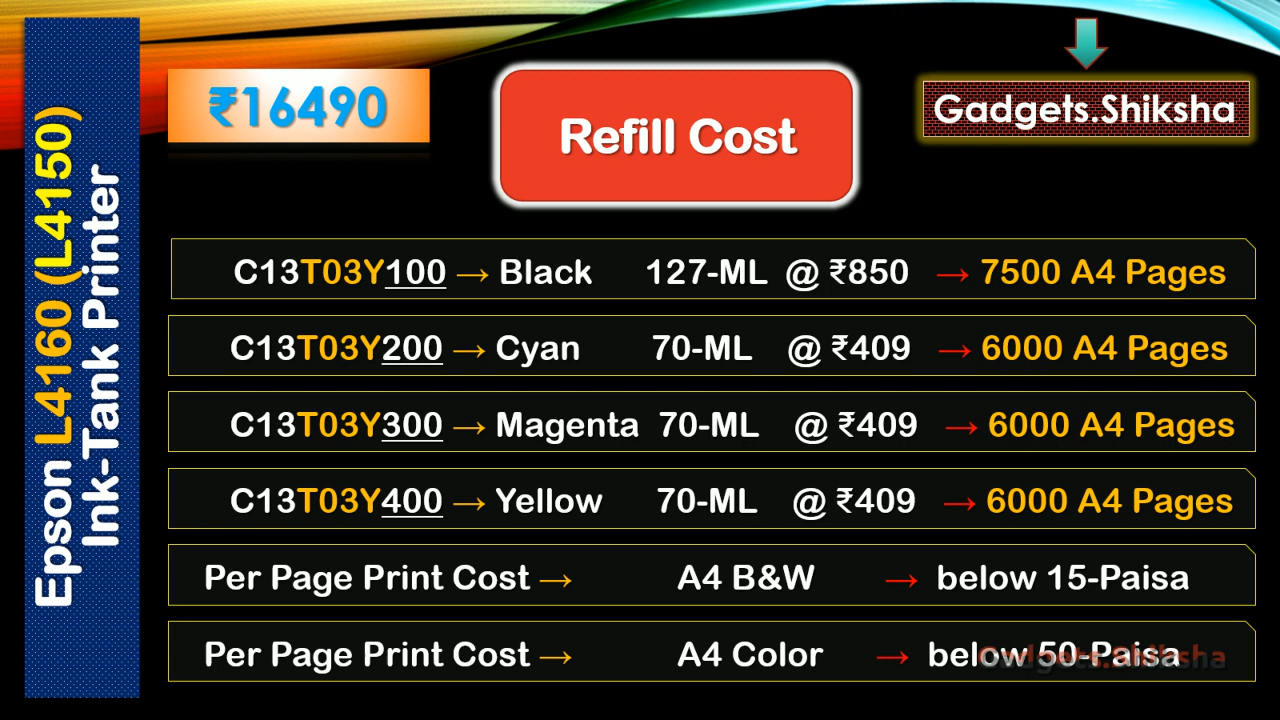 Epson L4160 (L4150)
Ink-Tank Printer
₹16490
Refill Cost
Gadgets.Shiksha
C13T03Y100 → Black 127-ML @ ₹850 → 7500 A4 Pages
C13T03Y200 → Cyan 70-ML @ ₹409 → 6000 A4 Pages
C13T03Y300 → Magenta 70-ML @ ₹409 → 6000 A4 Pages
C13T03Y400 → Yellow 70-ML @ ₹409 → 6000 A4 Pages
Per Page Print Cost → A4 B&W → below 15-Paisa
Per Page Print Cost → A4 Color → below 50-Paisa
Gadgets.Shiksha